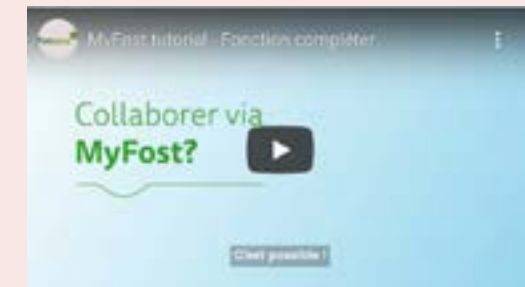 MyFost tutorial - Fonction compléter...
Collaborer via
MyFost?
C'est possible !